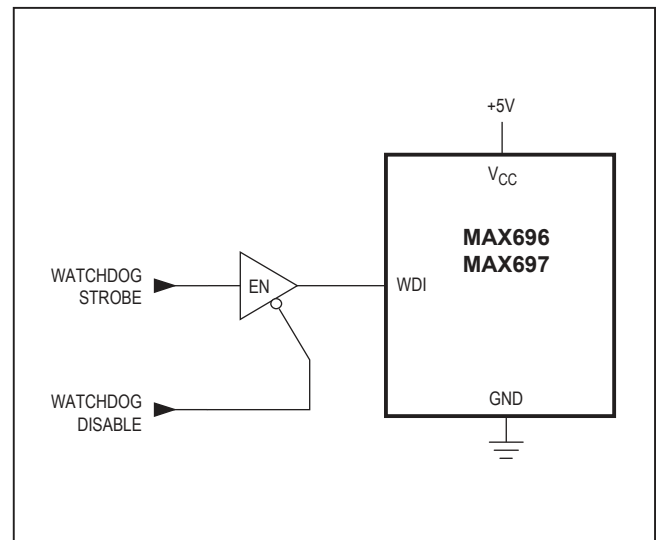 +5V
VCC
MAX696
MAX697
WATCHDOG
STROBE
EN
WDI
WATCHDOG
DISABLE
GND